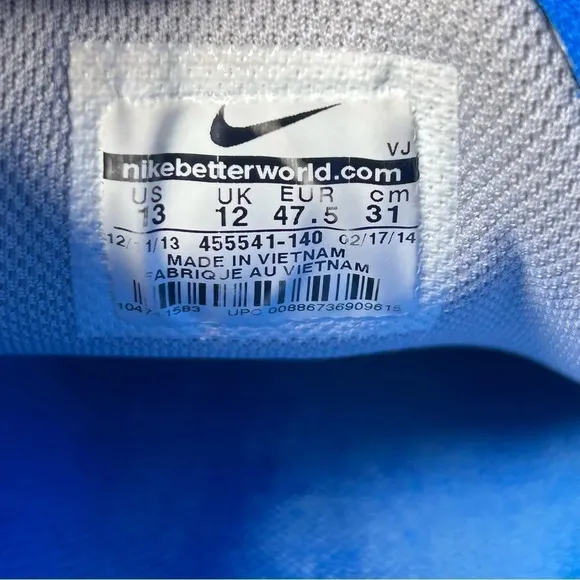 VJ
nikebetterworld.com
US UK EUR cm
13 12 47.5 31
455541-140 02/17/14
MADE IN VIETNAM
FABRIQUE AU VIETNAM
UPC 00886736909615